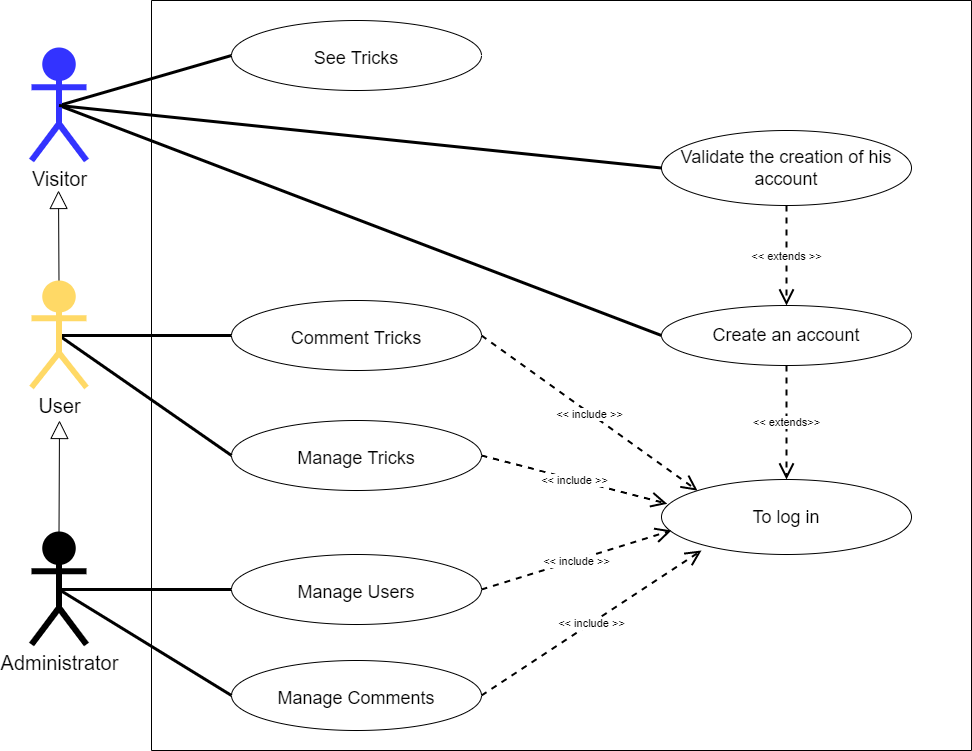 See Tricks
Visitor
Validate the creation of his
account
<< extends >>
Create an account
Comment Tricks
User
<< include >>
<< extends>>
Manage Tricks
<< include >>
To log in
Manage Users
<< include >>
<< include >>
Administrator
Manage Comments